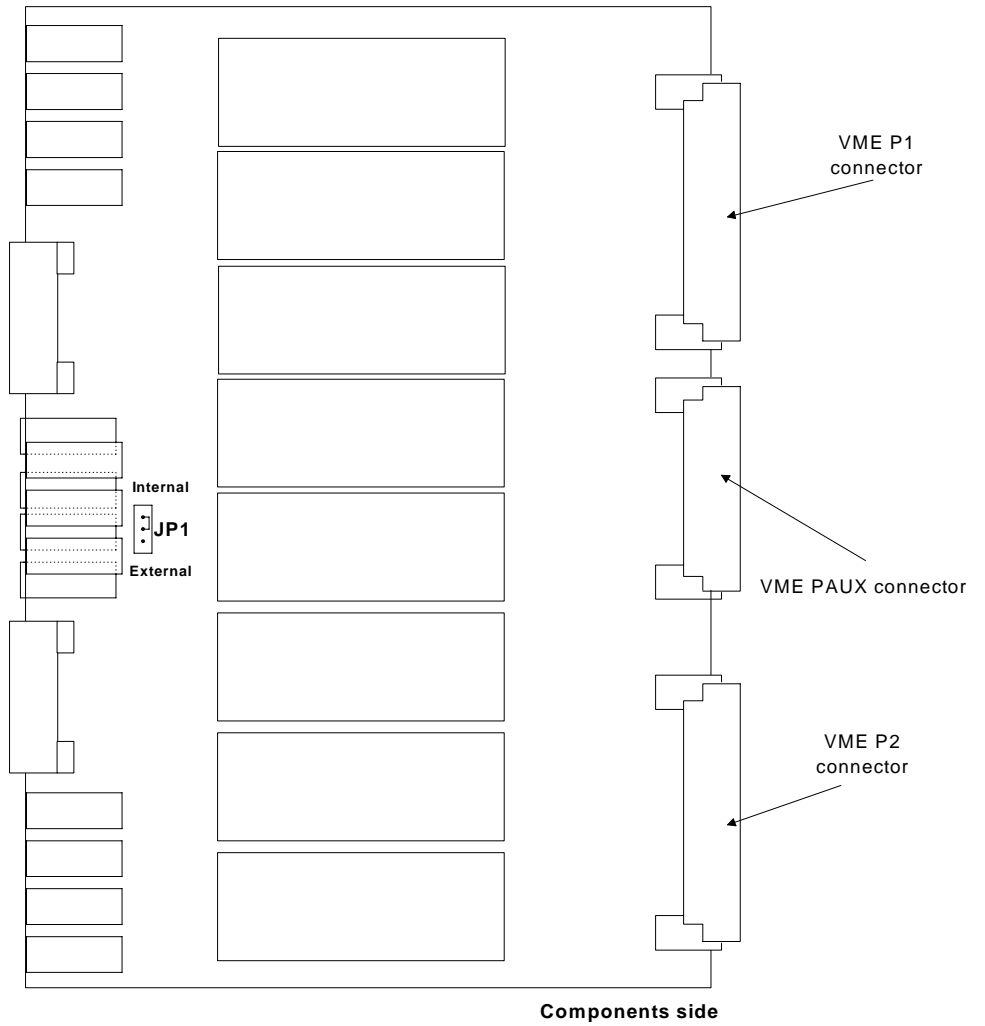 VME P1
connector
Internal
JP1
External
VME PAUX connector
VME P2
connector
Components side